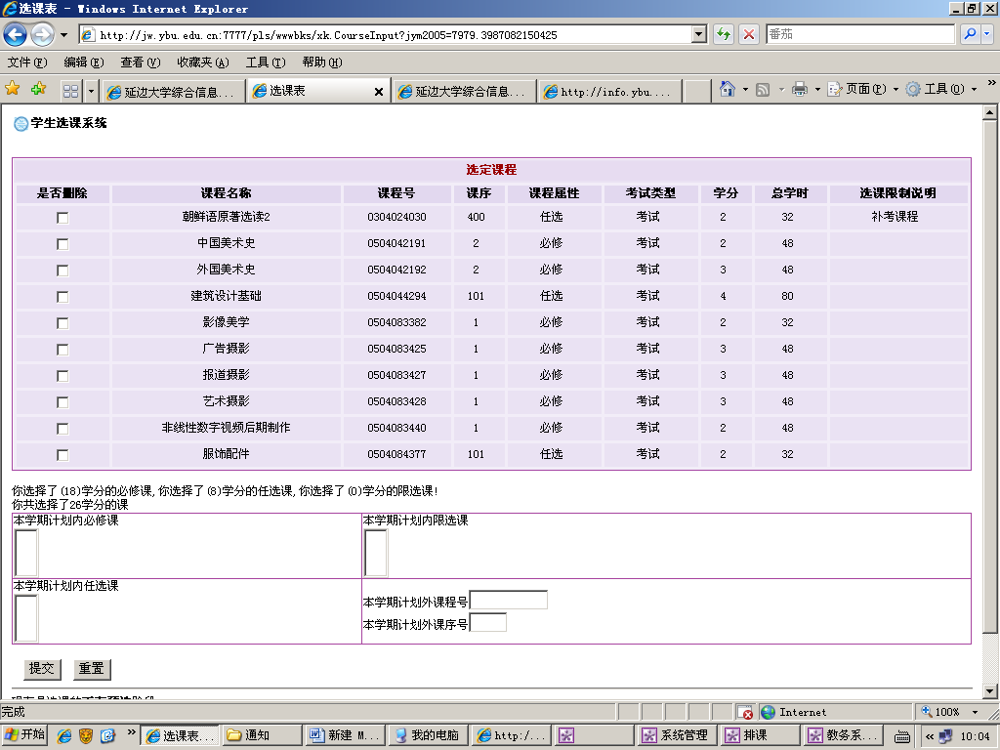 选课表 - Windows Internet Explorer
http://jw.ybu.edu.cn:7777/pls/wwwbks/xk.CourseInput?jym2005=7979.3987082150425
番茄
文件(F) 编辑(E) 查看(V) 收藏夹(A) 工具(T) 帮助(H)
延边大学综合信息... 选课表 延边大学综合信息... http://info.ybu.... 页面(P) 工具(O) »
学生选课系统
选定课程
是否删除 课程名称 课程号 课序 课程属性 考试类型 学分 总学时 选课限制说明
朝鲜语原著选读2 0304024030 400 任选 考试 2 32 补考课程
中国美术史 0504042191 2 必修 考试 2 48
外国美术史 0504042192 2 必修 考试 3 48
建筑设计基础 0504044294 101 任选 考试 4 80
影像美学 0504083382 1 必修 考试 2 32
广告摄影 0504083425 1 必修 考试 3 48
报道摄影 0504083427 1 必修 考试 3 48
艺术摄影 0504083428 1 必修 考试 3 48
非线性数字视频后期制作 0504083440 1 必修 考试 2 48
服饰配件 0504084377 101 任选 考试 2 32
你选择了(18)学分的必修课,你选择了(8)学分的任选课,你选择了(0)学分的限选课!
你共选择了26学分的课
本学期计划内必修课 本学期计划内限选课
本学期计划内任选课
本学期计划外课程号
本学期计划外课序号
提交 重置
完成 Internet 100%
开始 » 选课表... 通知 新建 M... 我的电脑 http:/... 系统管理 排课 教务系... « 10:04